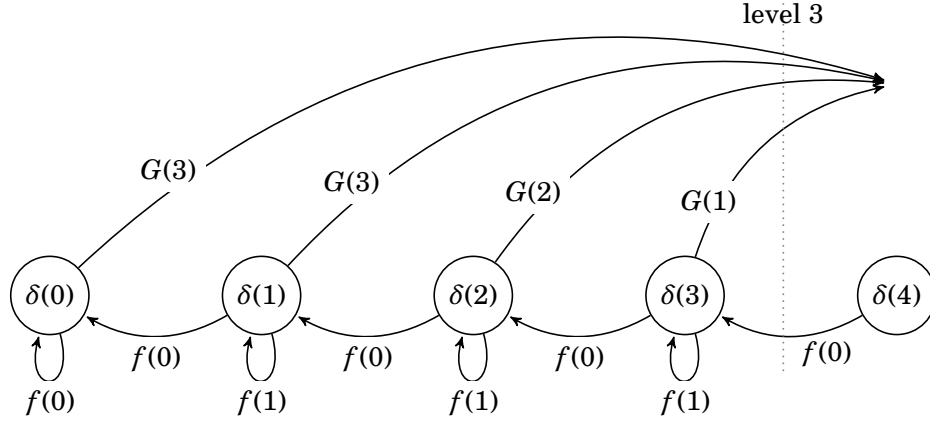 level 3
G(3)
G(3)
G(2)
G(1)
δ(0)
δ(1)
δ(2)
δ(3)
δ(4)
f(0)
f(0)
f(0)
f(0)
f(0)
f(1)
f(1)
f(1)